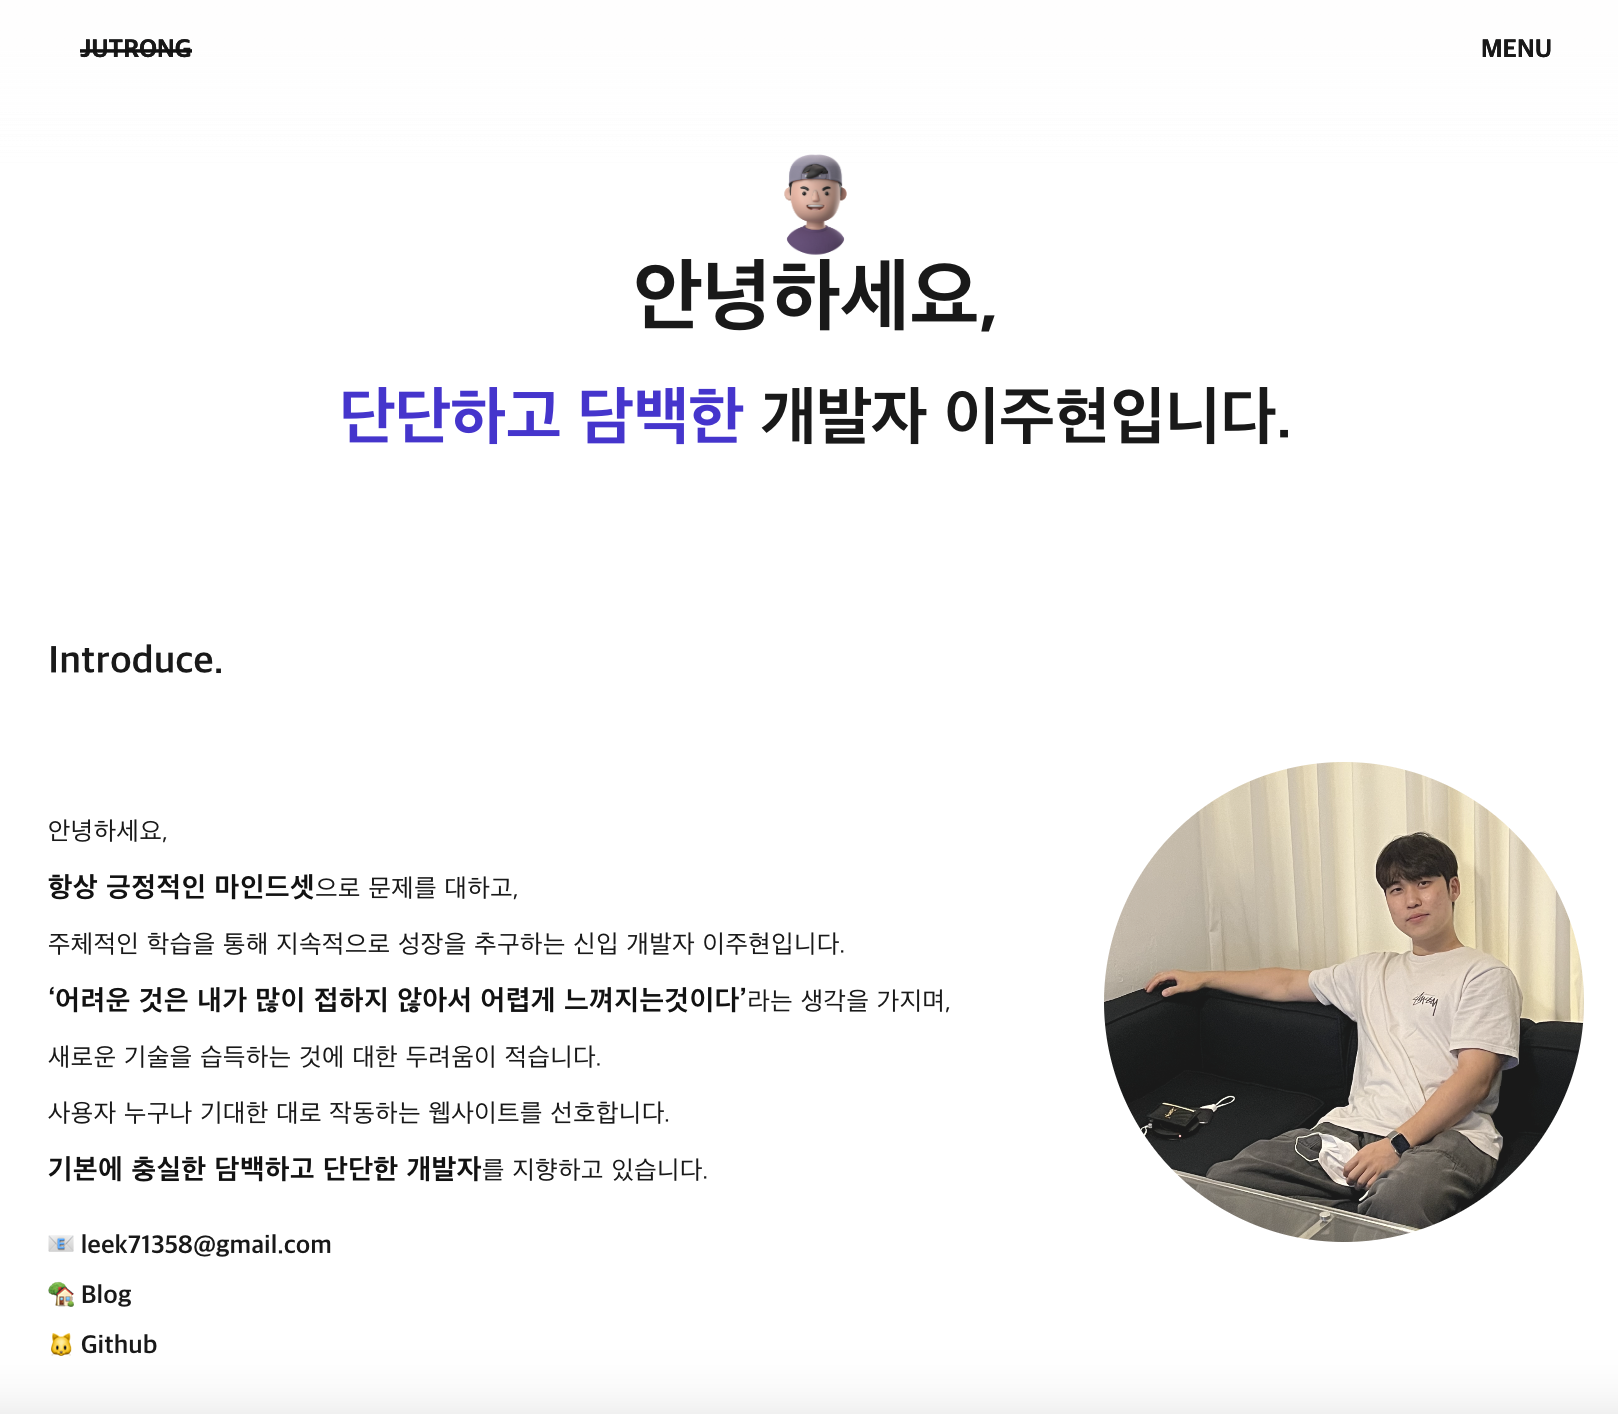 JUTRONG
MENU
안녕하세요,
단단하고 담백한 개발자 이주현입니다.
Introduce.
안녕하세요,
항상 긍정적인 마인드셋으로 문제를 대하고,
주체적인 학습을 통해 지속적으로 성장을 추구하는 신입 개발자 이주현입니다.
‘어려운 것은 내가 많이 접하지 않아서 어렵게 느껴지는것이다’라는 생각을 가지며,
새로운 기술을 습득하는 것에 대한 두려움이 적습니다.
사용자 누구나 기대한 대로 작동하는 웹사이트를 선호합니다.
기본에 충실한 담백하고 단단한 개발자를 지향하고 있습니다.
leek71358@gmail.com
Blog
Github